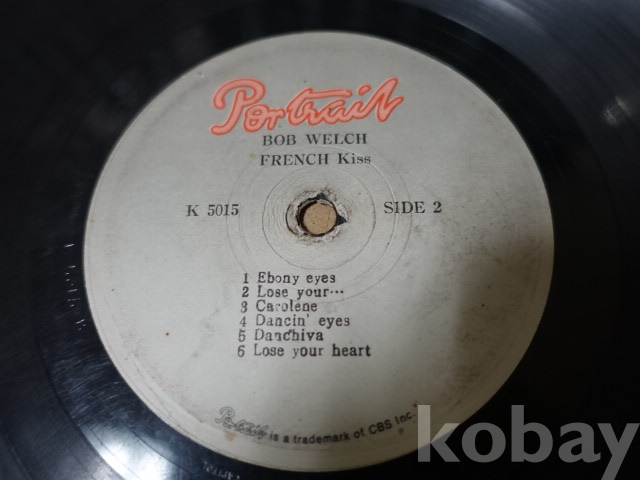 Portrait
BOB WELCH
FRENCH Kiss
K 5015 SIDE 2
1 Ebony eyes
2 Lose your…
3 Carolene
4 Dancin' eyes
5 Danchiva
6 Lose your heart
Portrait is a trademark of CBS Inc.
kobay